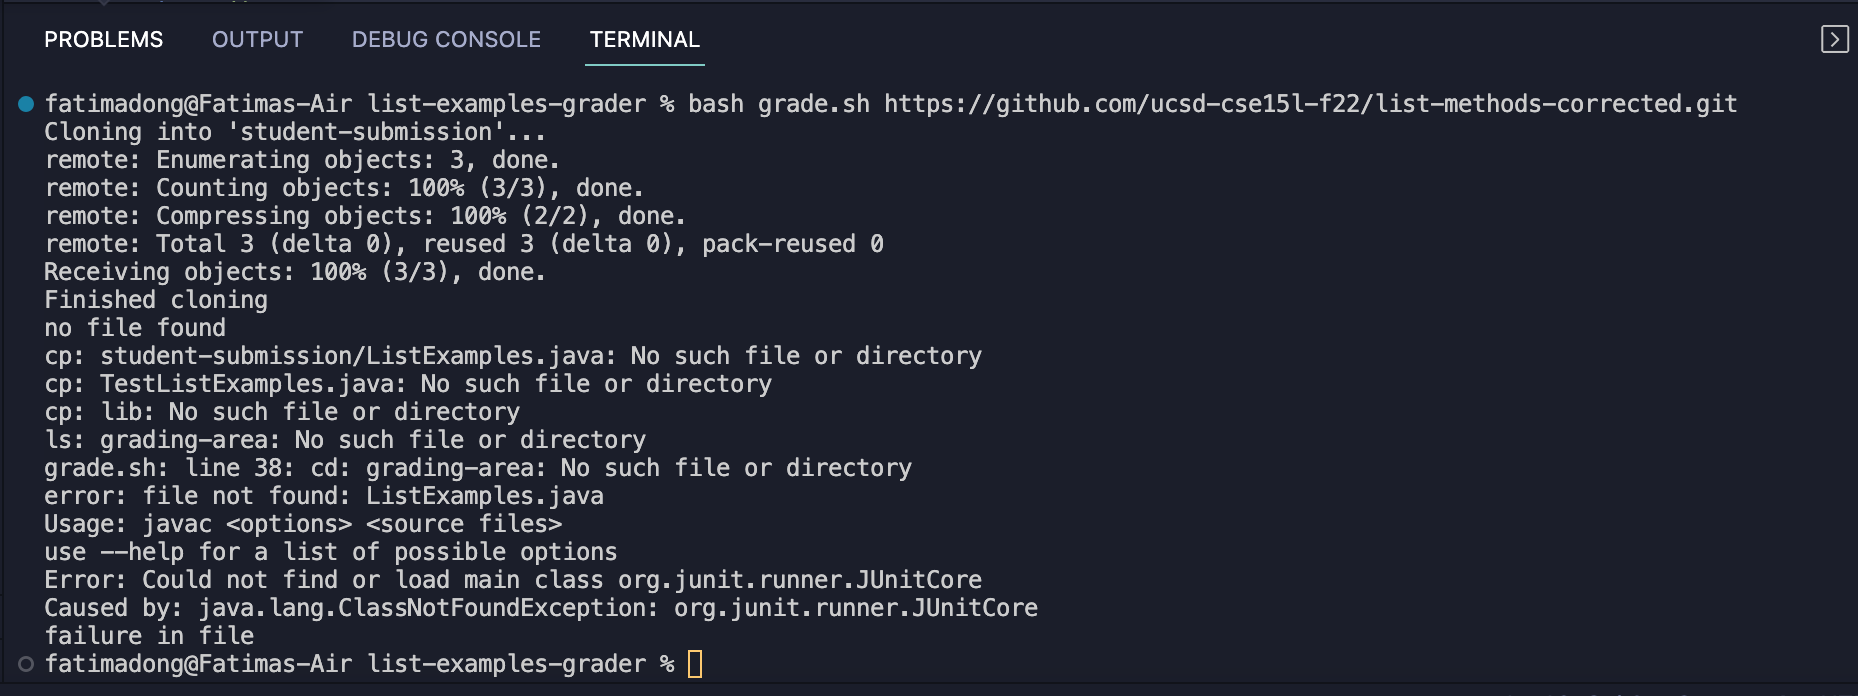 PROBLEMS OUTPUT DEBUG CONSOLE TERMINAL
fatimadong@Fatimas-Air list-examples-grader % bash grade.sh https://github.com/ucsd-cse15l-f22/list-methods-corrected.git
Cloning into 'student-submission'...
remote: Enumerating objects: 3, done.
remote: Counting objects: 100% (3/3), done.
remote: Compressing objects: 100% (2/2), done.
remote: Total 3 (delta 0), reused 3 (delta 0), pack-reused 0
Receiving objects: 100% (3/3), done.
Finished cloning
no file found
cp: student-submission/ListExamples.java: No such file or directory
cp: TestListExamples.java: No such file or directory
cp: lib: No such file or directory
ls: grading-area: No such file or directory
grade.sh: line 38: cd: grading-area: No such file or directory
error: file not found: ListExamples.java
Usage: javac <options> <source files>
use --help for a list of possible options
Error: Could not find or load main class org.junit.runner.JUnitCore
Caused by: java.lang.ClassNotFoundException: org.junit.runner.JUnitCore
failure in file
fatimadong@Fatimas-Air list-examples-grader %